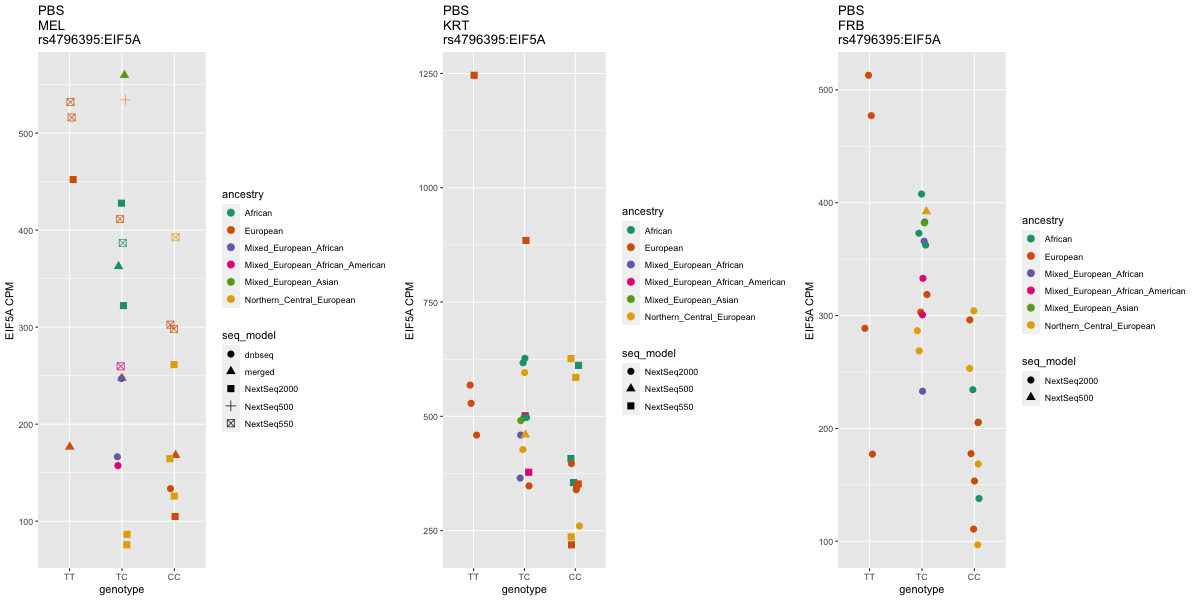 PBS
MEL
rs4796395:EIF5A
EIF5A CPM
500
400
300
200
100
TT
TC
CC
genotype
ancestry
African
European
Mixed_European_African
Mixed_European_African_American
Mixed_European_Asian
Northern_Central_European
seq_model
dnbseq
merged
NextSeq2000
NextSeq500
NextSeq550
PBS
KRT
rs4796395:EIF5A
EIF5A CPM
1250
1000
750
500
250
TT
TC
CC
genotype
ancestry
African
European
Mixed_European_African
Mixed_European_African_American
Mixed_European_Asian
Northern_Central_European
seq_model
NextSeq2000
NextSeq500
NextSeq550
PBS
FRB
rs4796395:EIF5A
EIF5A CPM
500
400
300
200
100
TT
TC
CC
genotype
ancestry
African
European
Mixed_European_African
Mixed_European_African_American
Mixed_European_Asian
Northern_Central_European
seq_model
NextSeq2000
NextSeq500